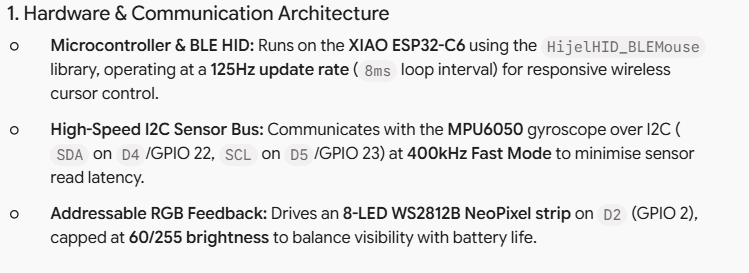 1. Hardware & Communication Architecture
Microcontroller & BLE HID: Runs on the XIAO ESP32-C6 using the HijelHID_BLEMouse
library, operating at a 125Hz update rate ( 8ms loop interval) for responsive wireless
cursor control.
High-Speed I2C Sensor Bus: Communicates with the MPU6050 gyroscope over I2C (
SDA on D4 /GPIO 22, SCL on D5 /GPIO 23) at 400kHz Fast Mode to minimise sensor
read latency.
Addressable RGB Feedback: Drives an 8-LED WS2812B NeoPixel strip on D2 (GPIO 2),
capped at 60/255 brightness to balance visibility with battery life.